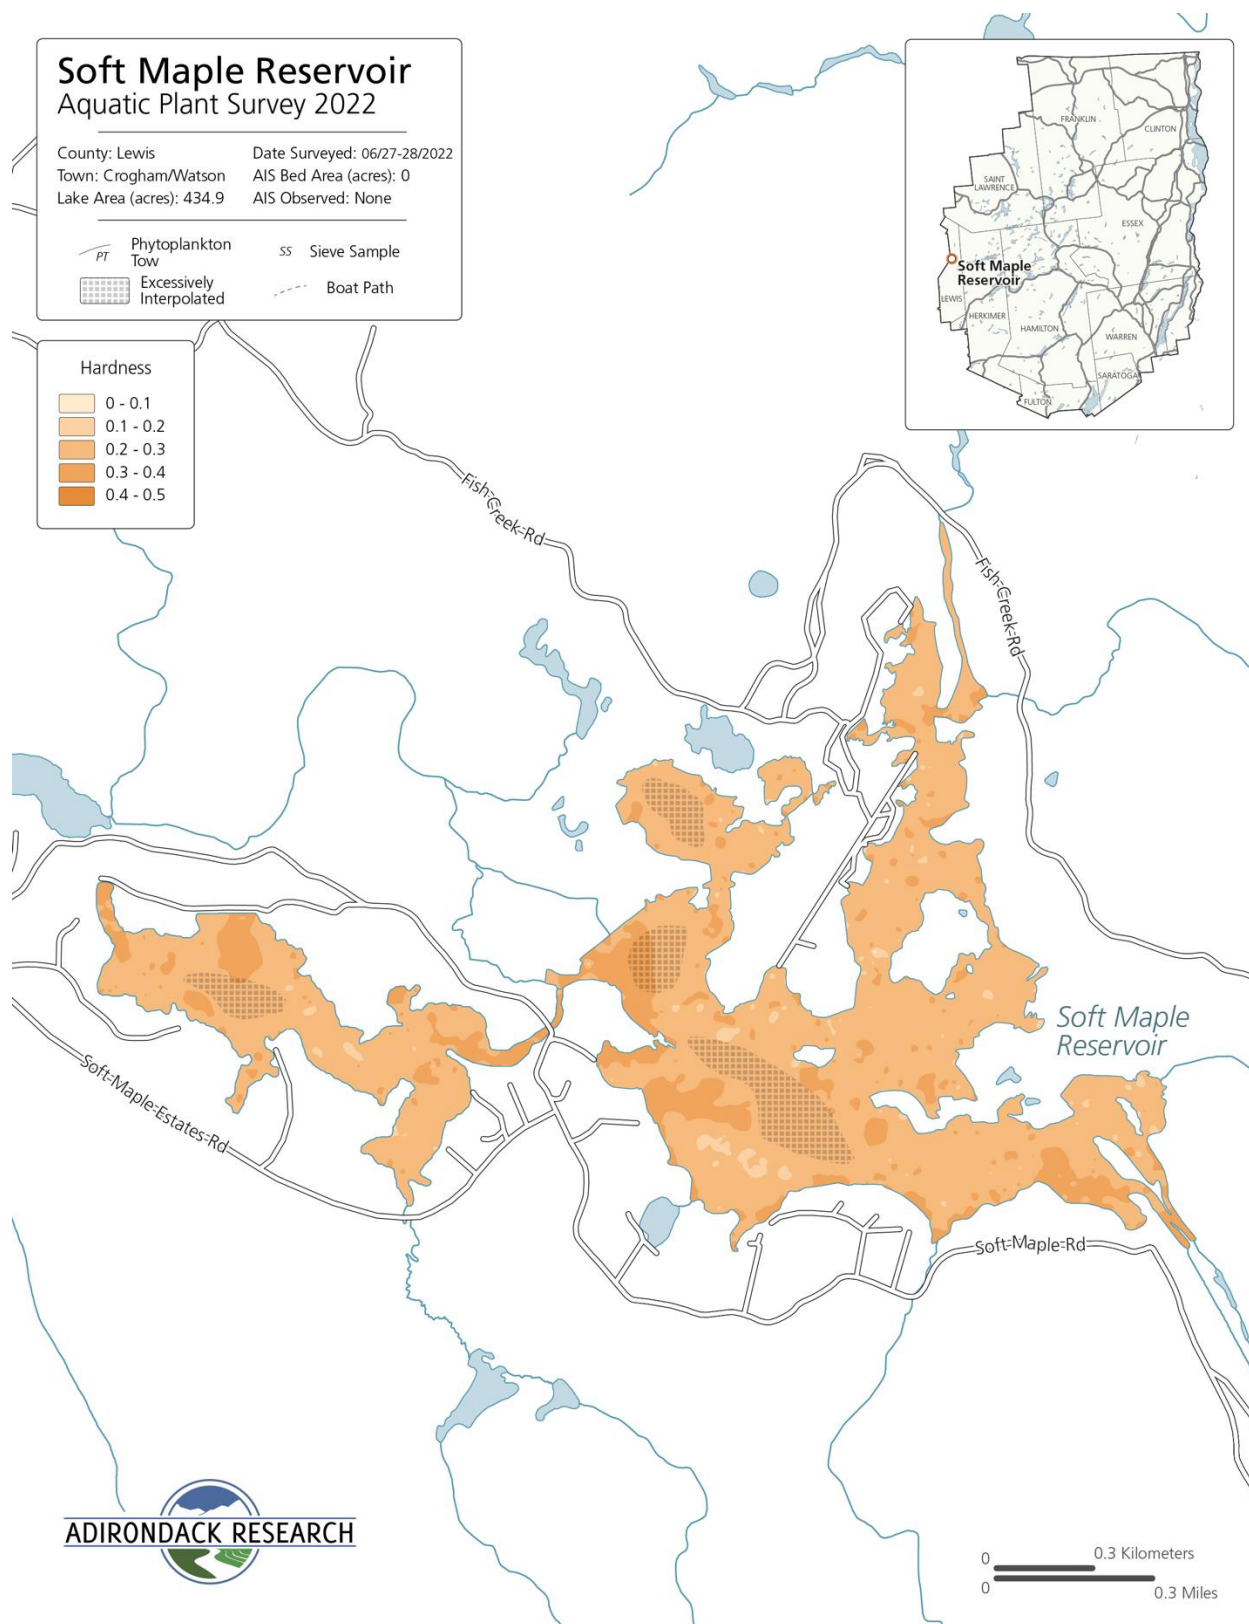 Soft Maple Reservoir
Aquatic Plant Survey 2022
County: Lewis
Date Surveyed: 06/27-28/2022
Town: Crogham/Watson
AIS Bed Area (acres): 0
Lake Area (acres): 434.9
AIS Observed: None
PT
Phytoplankton
Tow
SS
Sieve Sample
Excessively
Interpolated
Boat Path
FRANKLIN
CLINTON
SAINT
LAWRENCE
ESSEX
Soft Maple
Reservoir
LEWIS
HERKIMER
HAMILTON
WARREN
SARATOGA
FULTON
Hardness
0 - 0.1
0.1 - 0.2
0.2 - 0.3
0.3 - 0.4
0.4 - 0.5
Fish-Creek-Rd
Fish-Creek-Rd
Soft Maple
Reservoir
Soft-Maple-Estates-Rd
Soft-Maple-Rd
ADIRONDACK RESEARCH
0
0.3 Kilometers
0
0.3 Miles